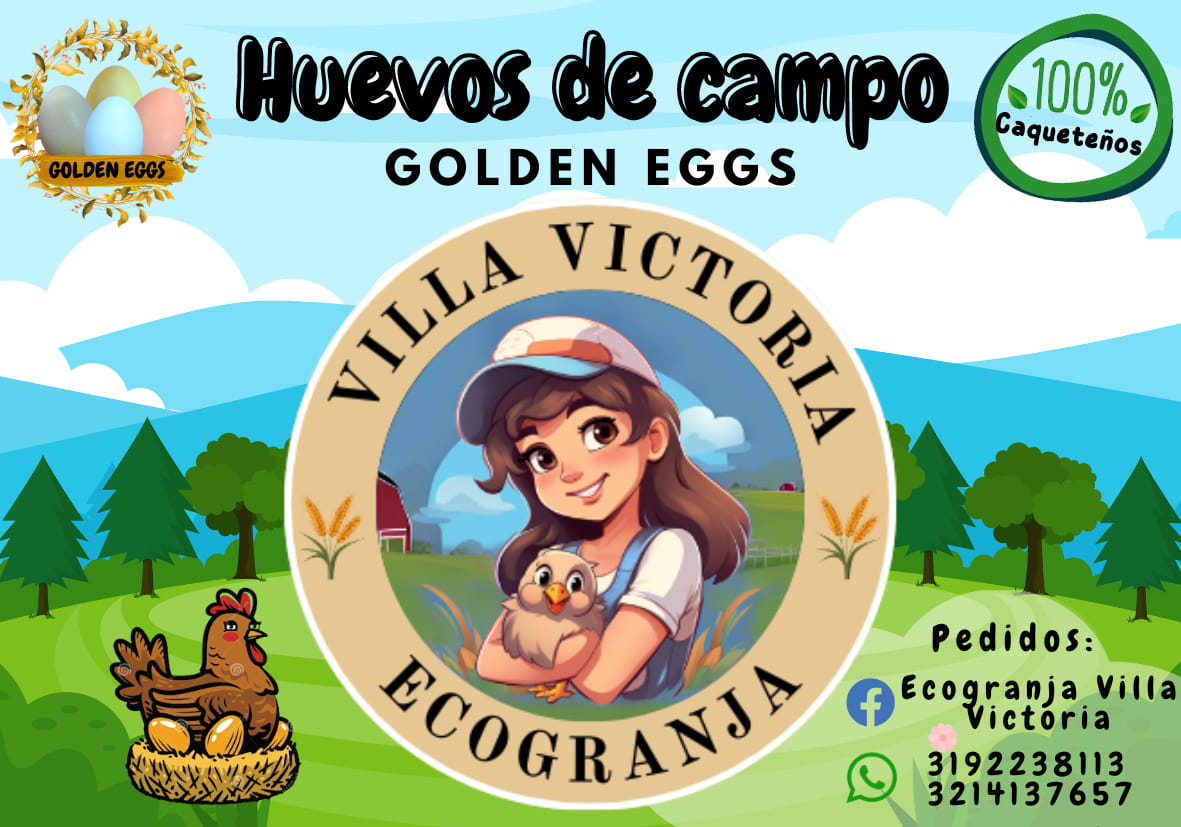 Huevos de campo
GOLDEN EGGS
GOLDEN EGGS
100%
Caqueteños
VILLA VICTORIA
ECOGRANJA
Pedidos:
Ecogranja Villa
Victoria
3192238113
3214137657